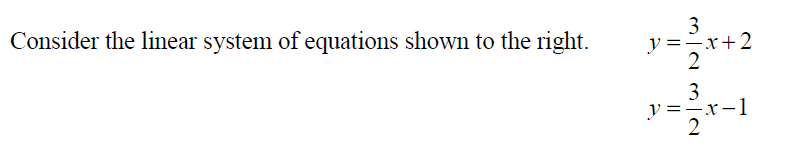 Consider the linear system of equations shown to the right.
y = 3/2 x + 2
y = 3/2 x − 1